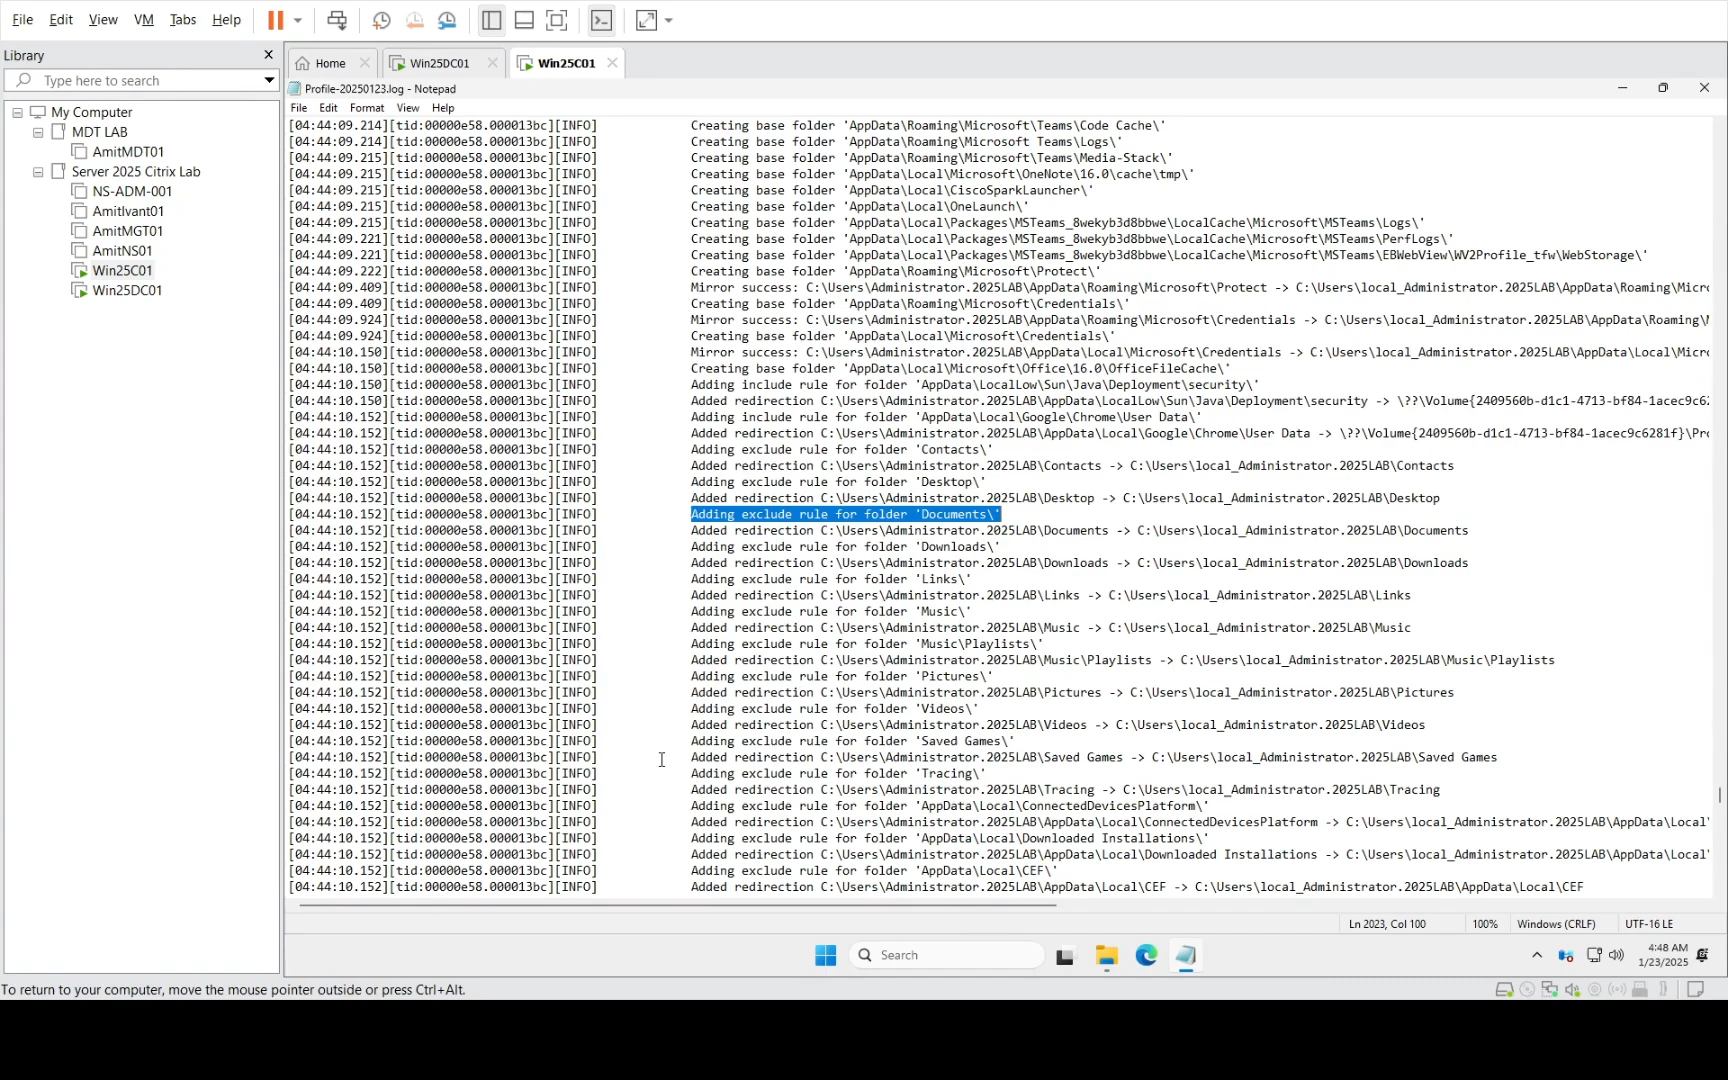 File Edit View VM Tabs Help
Library
Type here to search
My Computer
MDT LAB
AmitMDT01
Server 2025 Citrix Lab
NS-ADM-001
AmitIvant01
AmitMGT01
AmitNS01
Win25C01
Win25DC01
Home Win25DC01 Win25C01
Profile-20250123.log - Notepad
File Edit Format View Help
[04:44:09.214][tid:00000e58.000013bc][INFO] Creating base folder 'AppData\Roaming\Microsoft\Teams\Code Cache\'
[04:44:09.214][tid:00000e58.000013bc][INFO] Creating base folder 'AppData\Roaming\Microsoft Teams\Logs\'
[04:44:09.215][tid:00000e58.000013bc][INFO] Creating base folder 'AppData\Roaming\Microsoft\Teams\Media-Stack\'
[04:44:09.215][tid:00000e58.000013bc][INFO] Creating base folder 'AppData\Local\Microsoft\OneNote\16.0\cache\tmp\'
[04:44:09.215][tid:00000e58.000013bc][INFO] Creating base folder 'AppData\Local\CiscoSparkLauncher\'
[04:44:09.215][tid:00000e58.000013bc][INFO] Creating base folder 'AppData\Local\OneLaunch\'
[04:44:09.215][tid:00000e58.000013bc][INFO] Creating base folder 'AppData\Local\Packages\MSTeams_8wekyb3d8bbwe\LocalCache\Microsoft\MSTeams\Logs\'
[04:44:09.221][tid:00000e58.000013bc][INFO] Creating base folder 'AppData\Local\Packages\MSTeams_8wekyb3d8bbwe\LocalCache\Microsoft\MSTeams\PerfLogs\'
[04:44:09.221][tid:00000e58.000013bc][INFO] Creating base folder 'AppData\Local\Packages\MSTeams_8wekyb3d8bbwe\LocalCache\Microsoft\MSTeams\EBWebView\WV2Profile_tfw\WebStorage\'
[04:44:09.222][tid:00000e58.000013bc][INFO] Creating base folder 'AppData\Roaming\Microsoft\Protect\'
[04:44:09.409][tid:00000e58.000013bc][INFO] Mirror success: C:\Users\Administrator.2025LAB\AppData\Roaming\Microsoft\Protect -> C:\Users\local_Administrator.2025LAB\AppData\Roaming\Micr
[04:44:09.409][tid:00000e58.000013bc][INFO] Creating base folder 'AppData\Roaming\Microsoft\Credentials\'
[04:44:09.924][tid:00000e58.000013bc][INFO] Mirror success: C:\Users\Administrator.2025LAB\AppData\Roaming\Microsoft\Credentials -> C:\Users\local_Administrator.2025LAB\AppData\Roaming\M
[04:44:09.924][tid:00000e58.000013bc][INFO] Creating base folder 'AppData\Local\Microsoft\Credentials\'
[04:44:10.150][tid:00000e58.000013bc][INFO] Mirror success: C:\Users\Administrator.2025LAB\AppData\Local\Microsoft\Credentials -> C:\Users\local_Administrator.2025LAB\AppData\Local\Micr
[04:44:10.150][tid:00000e58.000013bc][INFO] Creating base folder 'AppData\Local\Microsoft\Office\16.0\OfficeFileCache\'
[04:44:10.150][tid:00000e58.000013bc][INFO] Adding include rule for folder 'AppData\LocalLow\Sun\Java\Deployment\security\'
[04:44:10.150][tid:00000e58.000013bc][INFO] Added redirection C:\Users\Administrator.2025LAB\AppData\LocalLow\Sun\Java\Deployment\security -> \??\Volume{2409560b-d1c1-4713-bf84-1acec9c62
[04:44:10.152][tid:00000e58.000013bc][INFO] Adding include rule for folder 'AppData\Local\Google\Chrome\User Data\'
[04:44:10.152][tid:00000e58.000013bc][INFO] Added redirection C:\Users\Administrator.2025LAB\AppData\Local\Google\Chrome\User Data -> \??\Volume{2409560b-d1c1-4713-bf84-1acec9c6281f}\Pr
[04:44:10.152][tid:00000e58.000013bc][INFO] Adding exclude rule for folder 'Contacts\'
[04:44:10.152][tid:00000e58.000013bc][INFO] Added redirection C:\Users\Administrator.2025LAB\Contacts -> C:\Users\local_Administrator.2025LAB\Contacts
[04:44:10.152][tid:00000e58.000013bc][INFO] Adding exclude rule for folder 'Desktop\'
[04:44:10.152][tid:00000e58.000013bc][INFO] Added redirection C:\Users\Administrator.2025LAB\Desktop -> C:\Users\local_Administrator.2025LAB\Desktop
[04:44:10.152][tid:00000e58.000013bc][INFO] Adding exclude rule for folder 'Documents\'
[04:44:10.152][tid:00000e58.000013bc][INFO] Added redirection C:\Users\Administrator.2025LAB\Documents -> C:\Users\local_Administrator.2025LAB\Documents
[04:44:10.152][tid:00000e58.000013bc][INFO] Adding exclude rule for folder 'Downloads\'
[04:44:10.152][tid:00000e58.000013bc][INFO] Added redirection C:\Users\Administrator.2025LAB\Downloads -> C:\Users\local_Administrator.2025LAB\Downloads
[04:44:10.152][tid:00000e58.000013bc][INFO] Adding exclude rule for folder 'Links\'
[04:44:10.152][tid:00000e58.000013bc][INFO] Added redirection C:\Users\Administrator.2025LAB\Links -> C:\Users\local_Administrator.2025LAB\Links
[04:44:10.152][tid:00000e58.000013bc][INFO] Adding exclude rule for folder 'Music\'
[04:44:10.152][tid:00000e58.000013bc][INFO] Added redirection C:\Users\Administrator.2025LAB\Music -> C:\Users\local_Administrator.2025LAB\Music
[04:44:10.152][tid:00000e58.000013bc][INFO] Adding exclude rule for folder 'Music\Playlists\'
[04:44:10.152][tid:00000e58.000013bc][INFO] Added redirection C:\Users\Administrator.2025LAB\Music\Playlists -> C:\Users\local_Administrator.2025LAB\Music\Playlists
[04:44:10.152][tid:00000e58.000013bc][INFO] Adding exclude rule for folder 'Pictures\'
[04:44:10.152][tid:00000e58.000013bc][INFO] Added redirection C:\Users\Administrator.2025LAB\Pictures -> C:\Users\local_Administrator.2025LAB\Pictures
[04:44:10.152][tid:00000e58.000013bc][INFO] Adding exclude rule for folder 'Videos\'
[04:44:10.152][tid:00000e58.000013bc][INFO] Added redirection C:\Users\Administrator.2025LAB\Videos -> C:\Users\local_Administrator.2025LAB\Videos
[04:44:10.152][tid:00000e58.000013bc][INFO] Adding exclude rule for folder 'Saved Games\'
[04:44:10.152][tid:00000e58.000013bc][INFO] Added redirection C:\Users\Administrator.2025LAB\Saved Games -> C:\Users\local_Administrator.2025LAB\Saved Games
[04:44:10.152][tid:00000e58.000013bc][INFO] Adding exclude rule for folder 'Tracing\'
[04:44:10.152][tid:00000e58.000013bc][INFO] Added redirection C:\Users\Administrator.2025LAB\Tracing -> C:\Users\local_Administrator.2025LAB\Tracing
[04:44:10.152][tid:00000e58.000013bc][INFO] Adding exclude rule for folder 'AppData\Local\ConnectedDevicesPlatform\'
[04:44:10.152][tid:00000e58.000013bc][INFO] Added redirection C:\Users\Administrator.2025LAB\AppData\Local\ConnectedDevicesPlatform -> C:\Users\local_Administrator.2025LAB\AppData\Local\
[04:44:10.152][tid:00000e58.000013bc][INFO] Adding exclude rule for folder 'AppData\Local\Downloaded Installations\'
[04:44:10.152][tid:00000e58.000013bc][INFO] Added redirection C:\Users\Administrator.2025LAB\AppData\Local\Downloaded Installations -> C:\Users\local_Administrator.2025LAB\AppData\Local\
[04:44:10.152][tid:00000e58.000013bc][INFO] Adding exclude rule for folder 'AppData\Local\CEF\'
[04:44:10.152][tid:00000e58.000013bc][INFO] Added redirection C:\Users\Administrator.2025LAB\AppData\Local\CEF -> C:\Users\local_Administrator.2025LAB\AppData\Local\CEF
Ln 2023, Col 100 100% Windows (CRLF) UTF-16 LE
Search
4:48 AM
1/23/2025
To return to your computer, move the mouse pointer outside or press Ctrl+Alt.